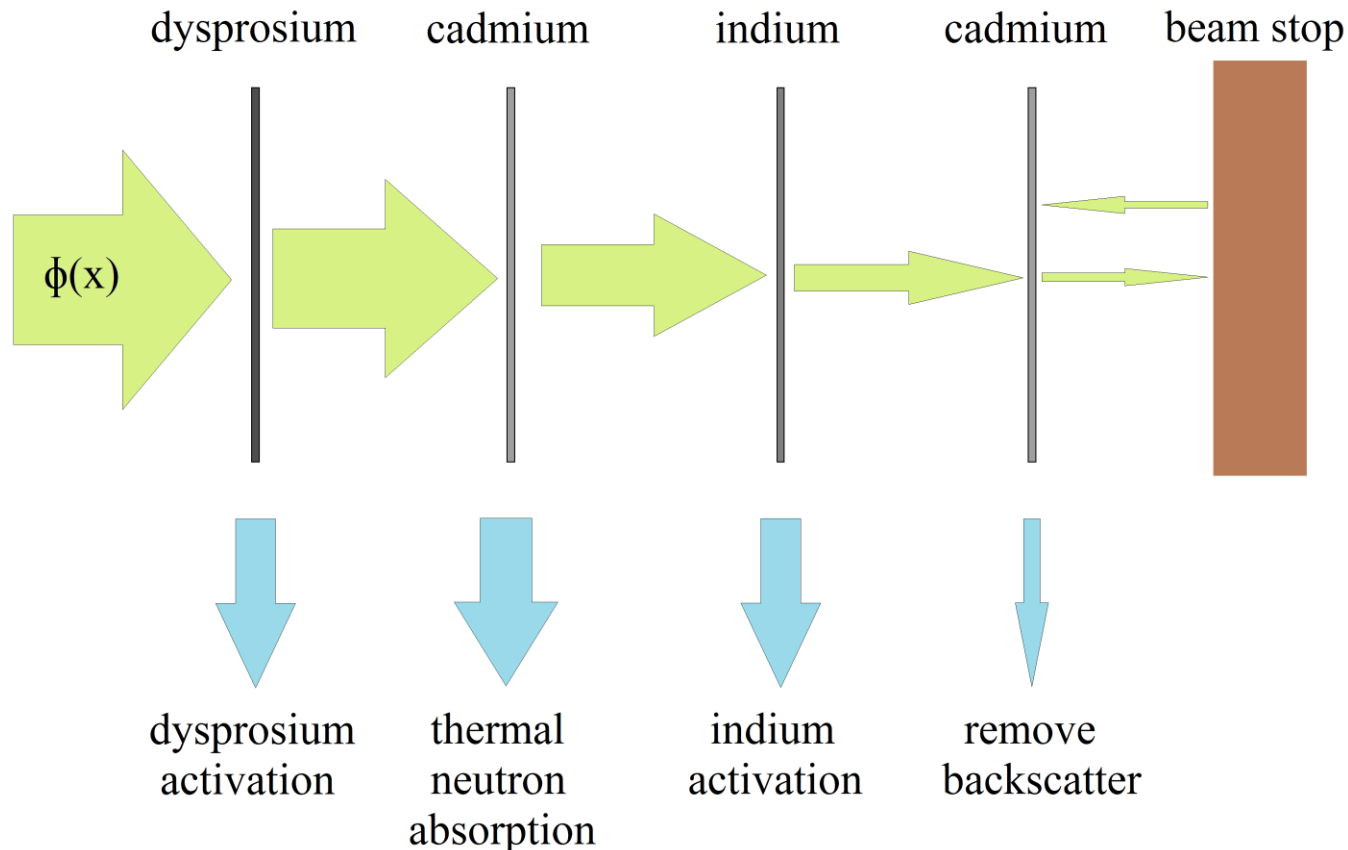 dysprosium
cadmium
indium
cadmium
beam stop
ϕ(x)
dysprosium
activation
thermal
neutron
absorption
indium
activation
remove
backscatter